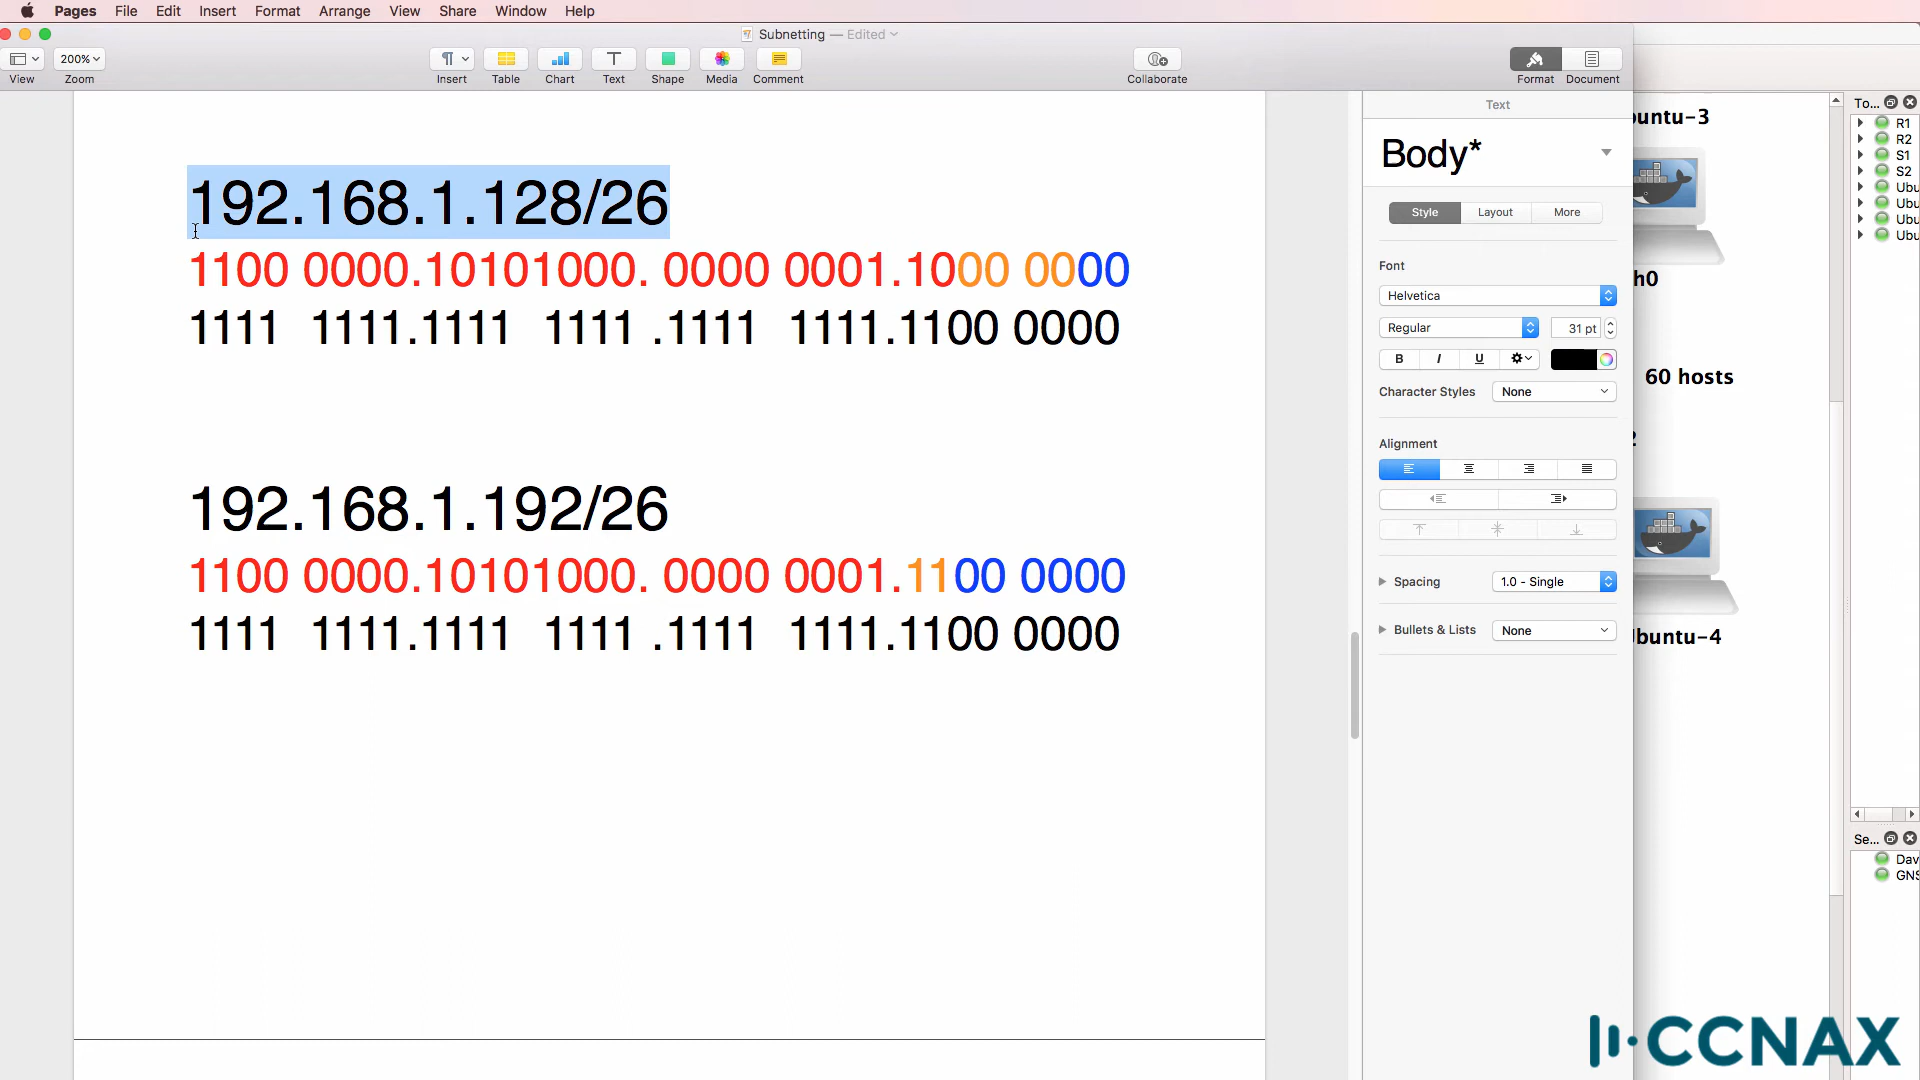 Pages File Edit Insert Format Arrange View Share Window Help
Subnetting — Edited
200%
View Zoom Insert Table Chart Text Shape Media Comment Collaborate Format Document
192.168.1.128/26
1100 0000.10101000. 0000 0001.1000 0000
1111 1111.1111 1111 .1111 1111.1100 0000
192.168.1.192/26
1100 0000.10101000. 0000 0001.1100 0000
1111 1111.1111 1111 .1111 1111.1100 0000
Text
Body*
Style Layout More
Font
Helvetica
Regular 31 pt
B I U
Character Styles None
Alignment
Spacing 1.0 - Single
Bullets & Lists None
buntu-3
h0
60 hosts
2
buntu-4
To...
R1
R2
S1
S2
Ubu
Ubu
Ubu
Ubu
Se...
Dav
GNS
CCNAX